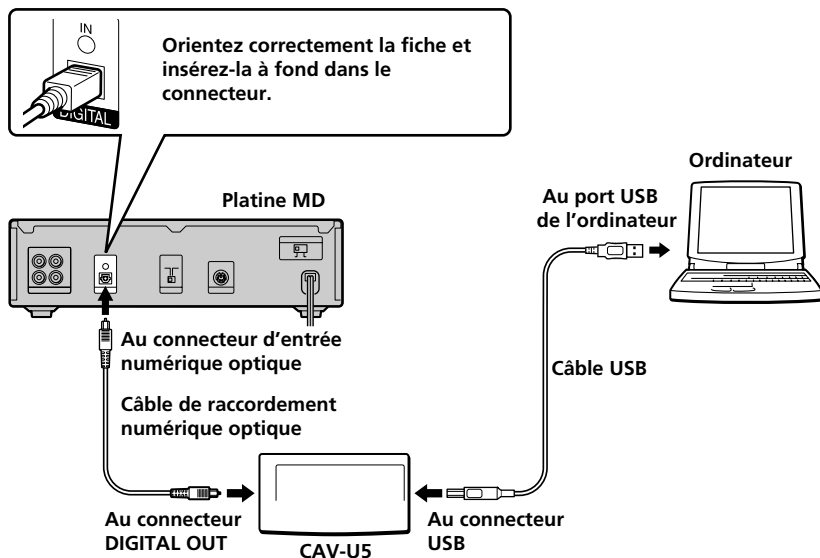 IN
DIGITAL
Orientez correctement la fiche et
insérez-la à fond dans le
connecteur.
Platine MD
Ordinateur
Au port USB
de l’ordinateur
Au connecteur d’entrée
numérique optique
Câble USB
Câble de raccordement
numérique optique
Au connecteur
DIGITAL OUT
CAV-U5
Au connecteur
USB